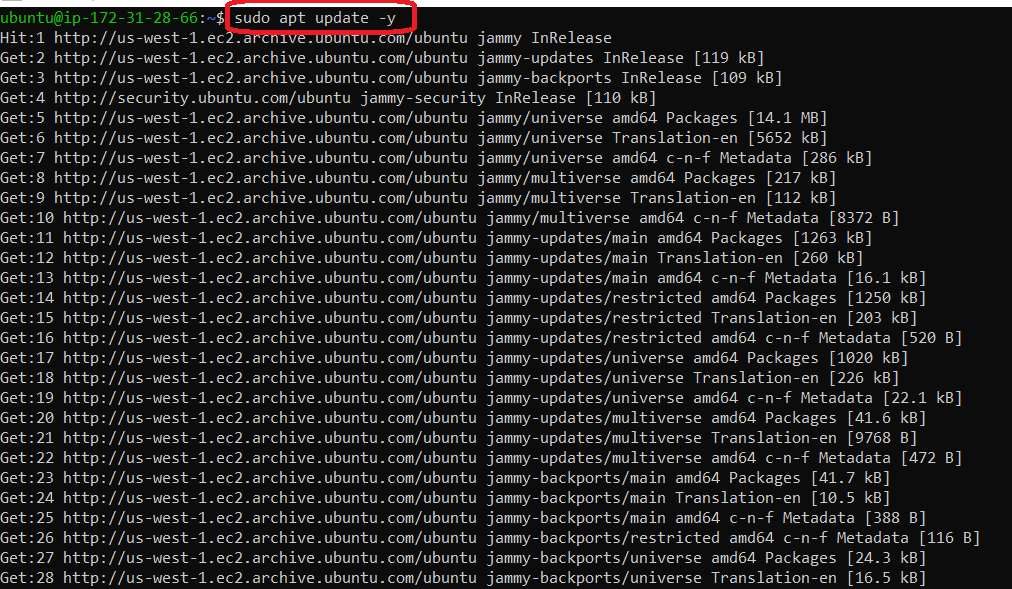 ubuntu@ip-172-31-28-66:~$ sudo apt update -y
Hit:1 http://us-west-1.ec2.archive.ubuntu.com/ubuntu jammy InRelease
Get:2 http://us-west-1.ec2.archive.ubuntu.com/ubuntu jammy-updates InRelease [119 kB]
Get:3 http://us-west-1.ec2.archive.ubuntu.com/ubuntu jammy-backports InRelease [109 kB]
Get:4 http://security.ubuntu.com/ubuntu jammy-security InRelease [110 kB]
Get:5 http://us-west-1.ec2.archive.ubuntu.com/ubuntu jammy/universe amd64 Packages [14.1 MB]
Get:6 http://us-west-1.ec2.archive.ubuntu.com/ubuntu jammy/universe Translation-en [5652 kB]
Get:7 http://us-west-1.ec2.archive.ubuntu.com/ubuntu jammy/universe amd64 c-n-f Metadata [286 kB]
Get:8 http://us-west-1.ec2.archive.ubuntu.com/ubuntu jammy/multiverse amd64 Packages [217 kB]
Get:9 http://us-west-1.ec2.archive.ubuntu.com/ubuntu jammy/multiverse Translation-en [112 kB]
Get:10 http://us-west-1.ec2.archive.ubuntu.com/ubuntu jammy/multiverse amd64 c-n-f Metadata [8372 B]
Get:11 http://us-west-1.ec2.archive.ubuntu.com/ubuntu jammy-updates/main amd64 Packages [1263 kB]
Get:12 http://us-west-1.ec2.archive.ubuntu.com/ubuntu jammy-updates/main Translation-en [260 kB]
Get:13 http://us-west-1.ec2.archive.ubuntu.com/ubuntu jammy-updates/main amd64 c-n-f Metadata [16.1 kB]
Get:14 http://us-west-1.ec2.archive.ubuntu.com/ubuntu jammy-updates/restricted amd64 Packages [1250 kB]
Get:15 http://us-west-1.ec2.archive.ubuntu.com/ubuntu jammy-updates/restricted Translation-en [203 kB]
Get:16 http://us-west-1.ec2.archive.ubuntu.com/ubuntu jammy-updates/restricted amd64 c-n-f Metadata [520 B]
Get:17 http://us-west-1.ec2.archive.ubuntu.com/ubuntu jammy-updates/universe amd64 Packages [1020 kB]
Get:18 http://us-west-1.ec2.archive.ubuntu.com/ubuntu jammy-updates/universe Translation-en [226 kB]
Get:19 http://us-west-1.ec2.archive.ubuntu.com/ubuntu jammy-updates/universe amd64 c-n-f Metadata [22.1 kB]
Get:20 http://us-west-1.ec2.archive.ubuntu.com/ubuntu jammy-updates/multiverse amd64 Packages [41.6 kB]
Get:21 http://us-west-1.ec2.archive.ubuntu.com/ubuntu jammy-updates/multiverse Translation-en [9768 B]
Get:22 http://us-west-1.ec2.archive.ubuntu.com/ubuntu jammy-updates/multiverse amd64 c-n-f Metadata [472 B]
Get:23 http://us-west-1.ec2.archive.ubuntu.com/ubuntu jammy-backports/main amd64 Packages [41.7 kB]
Get:24 http://us-west-1.ec2.archive.ubuntu.com/ubuntu jammy-backports/main Translation-en [10.5 kB]
Get:25 http://us-west-1.ec2.archive.ubuntu.com/ubuntu jammy-backports/main amd64 c-n-f Metadata [388 B]
Get:26 http://us-west-1.ec2.archive.ubuntu.com/ubuntu jammy-backports/restricted amd64 c-n-f Metadata [116 B]
Get:27 http://us-west-1.ec2.archive.ubuntu.com/ubuntu jammy-backports/universe amd64 Packages [24.3 kB]
Get:28 http://us-west-1.ec2.archive.ubuntu.com/ubuntu jammy-backports/universe Translation-en [16.5 kB]